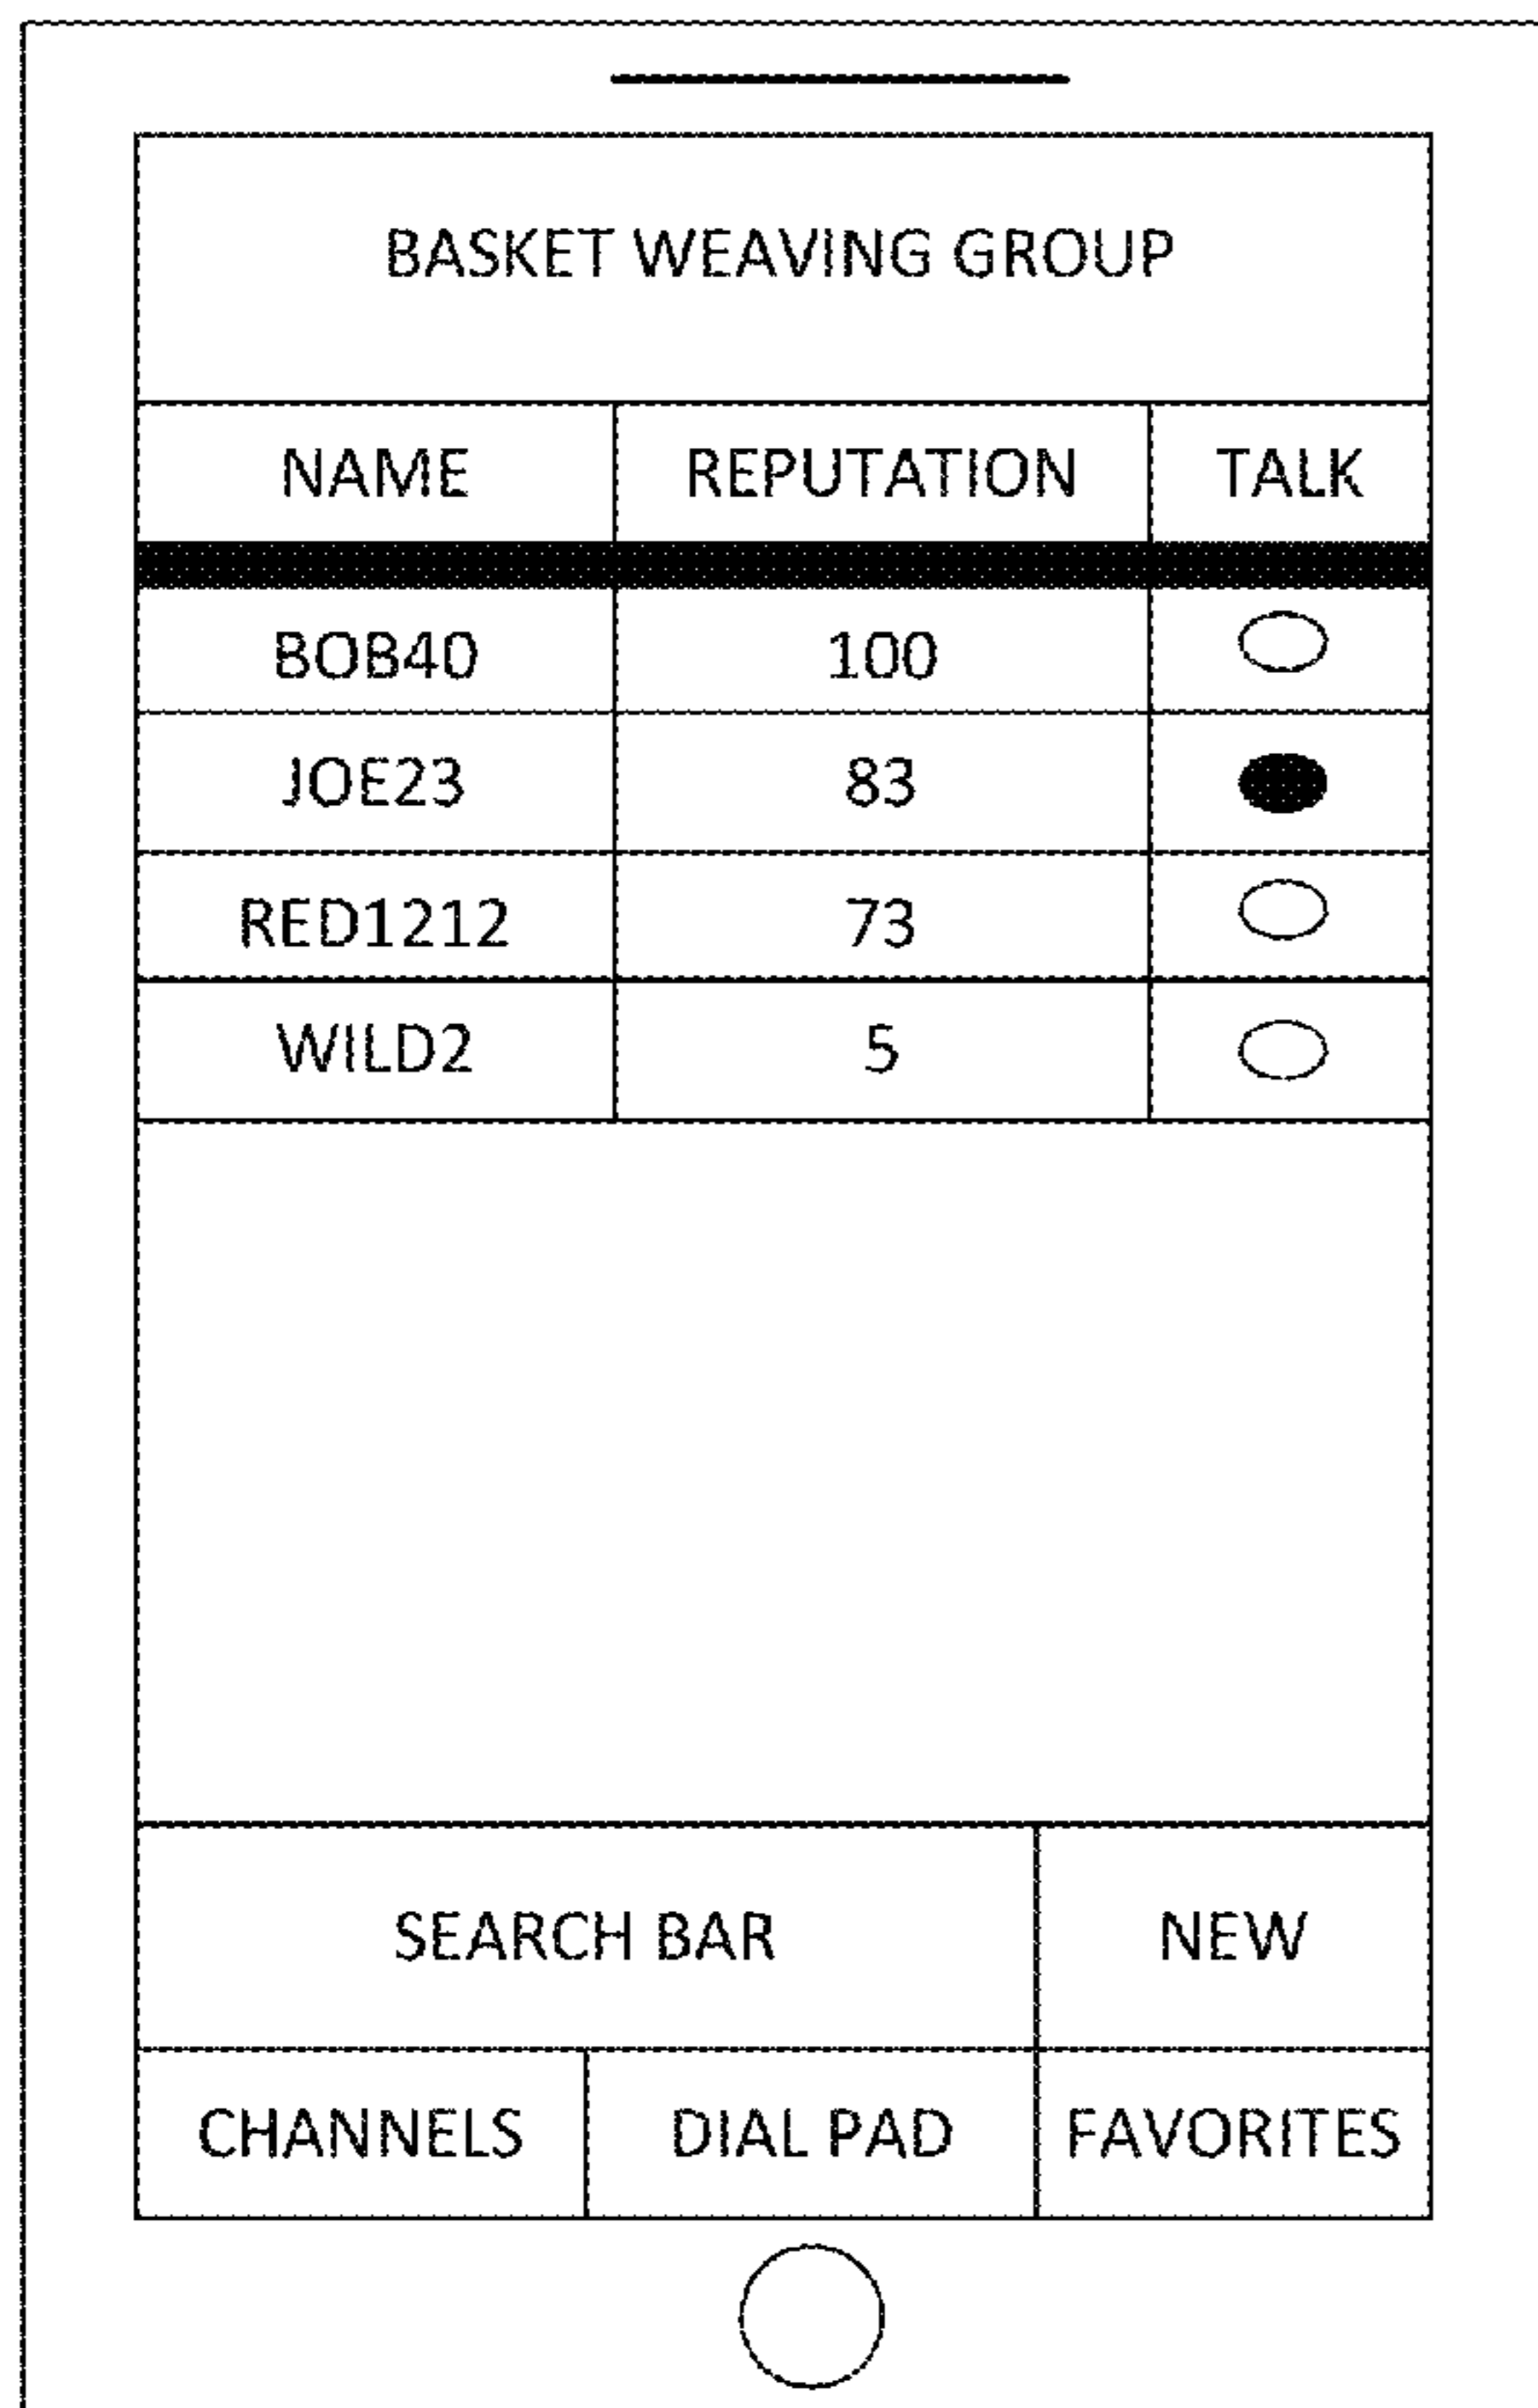 BASKET WEAVING GROUP
NAME REPUTATION TALK
BOB40 100
JOE23 83
RED1212 73
WILD2 5
SEARCH BAR NEW
CHANNELS DIAL PAD FAVORITES